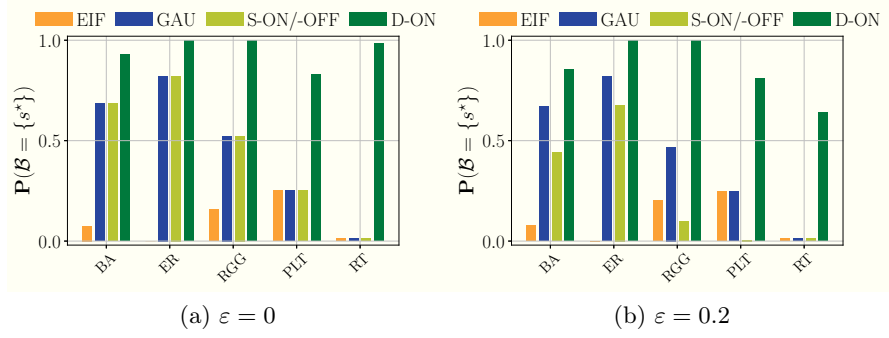 EIF GAU S-ON/-OFF D-ON
P(B = {s*})
1.0
0.5
0.0
BA ER RGG PLT RT
(a) ε = 0
EIF GAU S-ON/-OFF D-ON
P(B = {s*})
1.0
0.5
0.0
BA ER RGG PLT RT
(b) ε = 0.2